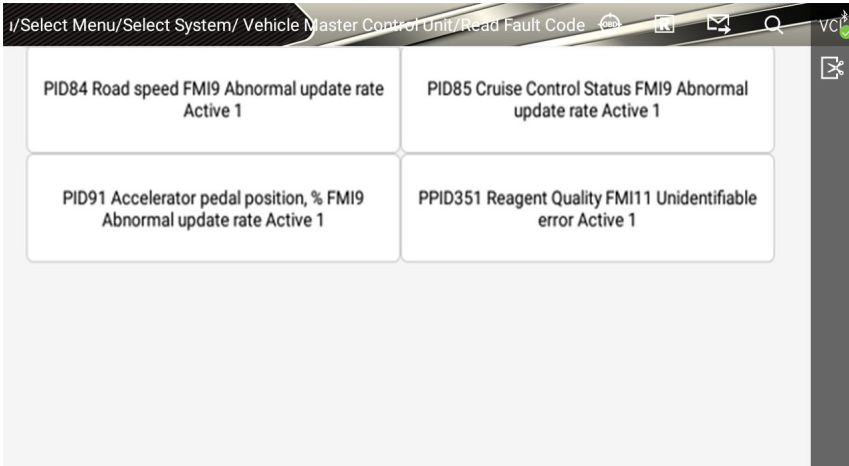 ı/Select Menu/Select System/ Vehicle Master Control Unit/Read Fault Code
OBD
R
VCI
PID84 Road speed FMI9 Abnormal update rate
Active 1
PID85 Cruise Control Status FMI9 Abnormal
update rate Active 1
PID91 Accelerator pedal position, % FMI9
Abnormal update rate Active 1
PPID351 Reagent Quality FMI11 Unidentifiable
error Active 1